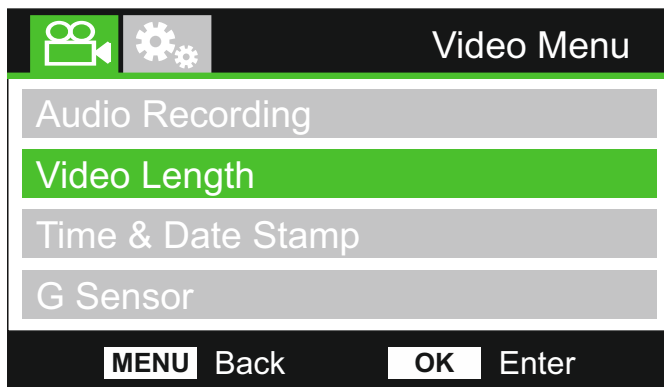 Video Menu
Audio Recording
Video Length
Time & Date Stamp
G Sensor
MENU Back OK Enter